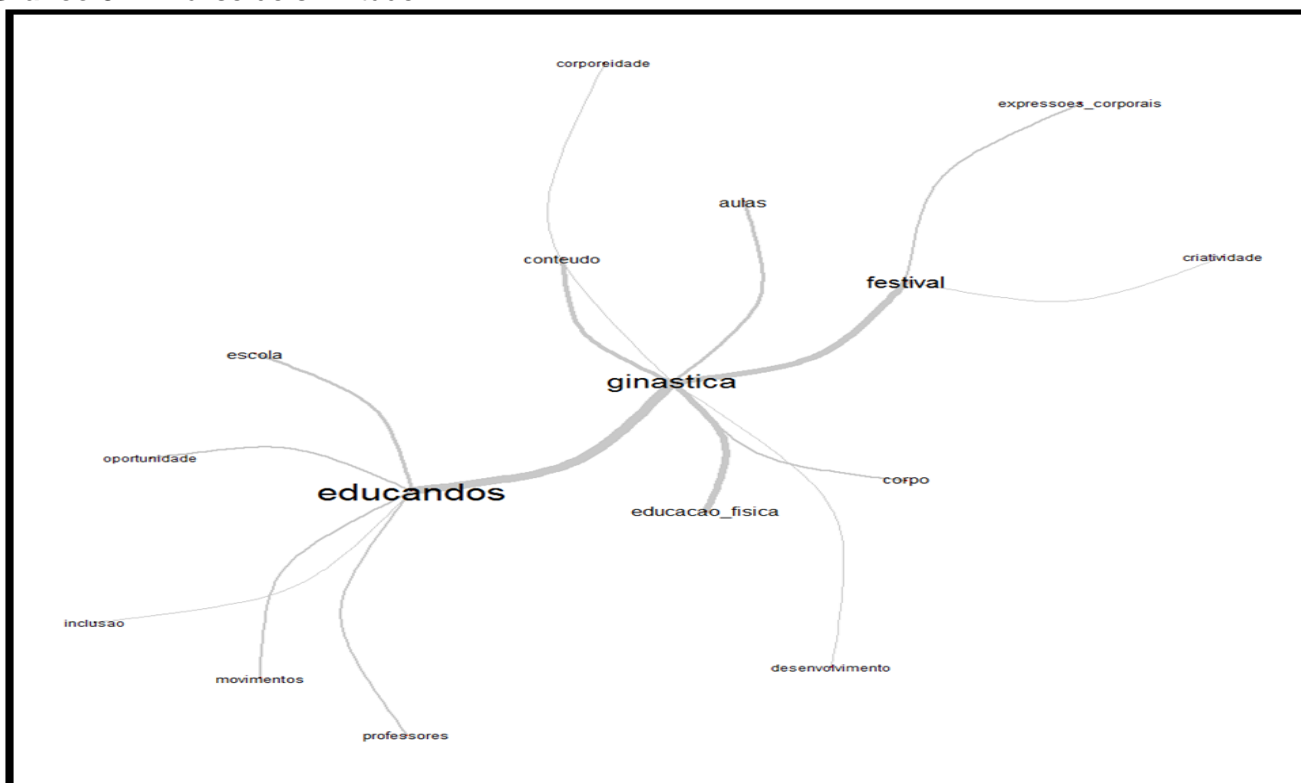 corporeidade
expressoes_corporais
aulas
conteudo
criatividade
festival
escola
ginastica
oportunidade
corpo
educandos
educacao_fisica
inclusao
desenvolvimento
movimentos
professores